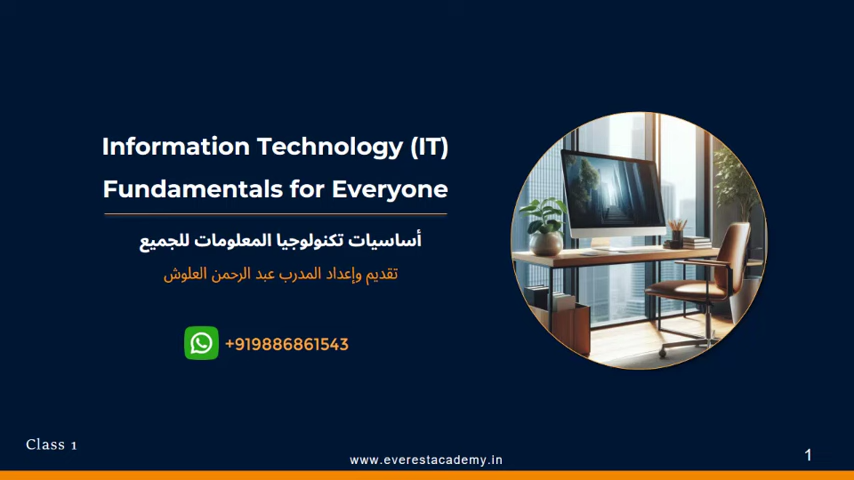 Information Technology (IT)
Fundamentals for Everyone
أساسيات تكنولوجيا المعلومات للجميع
تقديم وإعداد المدرب عبد الرحمن العلوش
+919886861543
Class 1
www.everestacademy.in
1